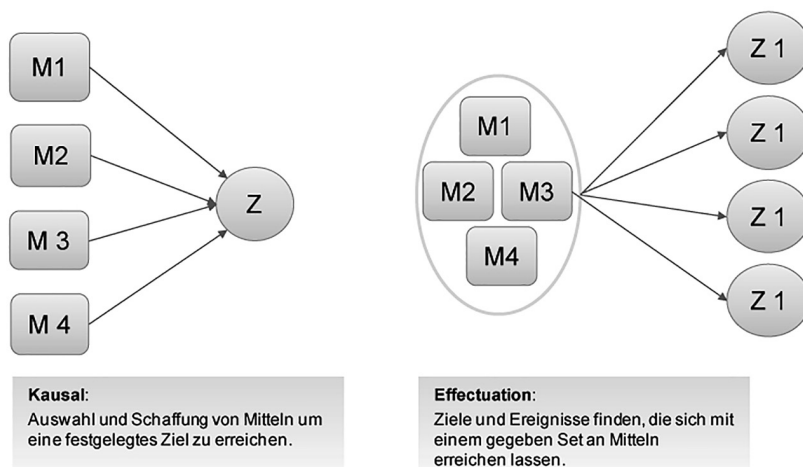 M1
M2
M 3
M 4
Z
M1
M2 M3
M4
Z 1
Z 1
Z 1
Z 1
Kausal:
Auswahl und Schaffung von Mitteln um
eine festgelegtes Ziel zu erreichen.
Effectuation:
Ziele und Ereignisse finden, die sich mit
einem gegeben Set an Mitteln
erreichen lassen.